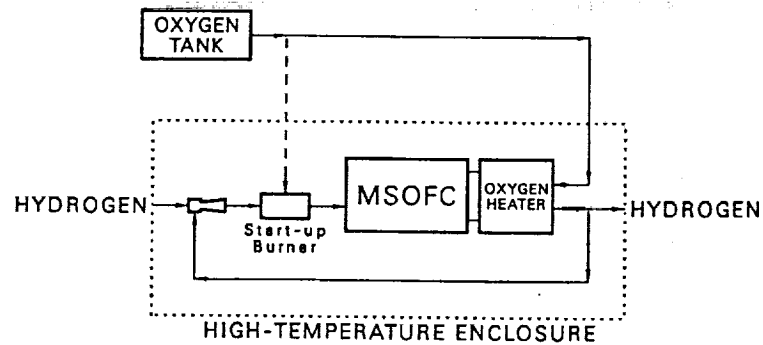 OXYGEN
TANK
HYDROGEN
Start-up
Burner
MSOFC
OXYGEN
HEATER
HYDROGEN
HIGH-TEMPERATURE ENCLOSURE